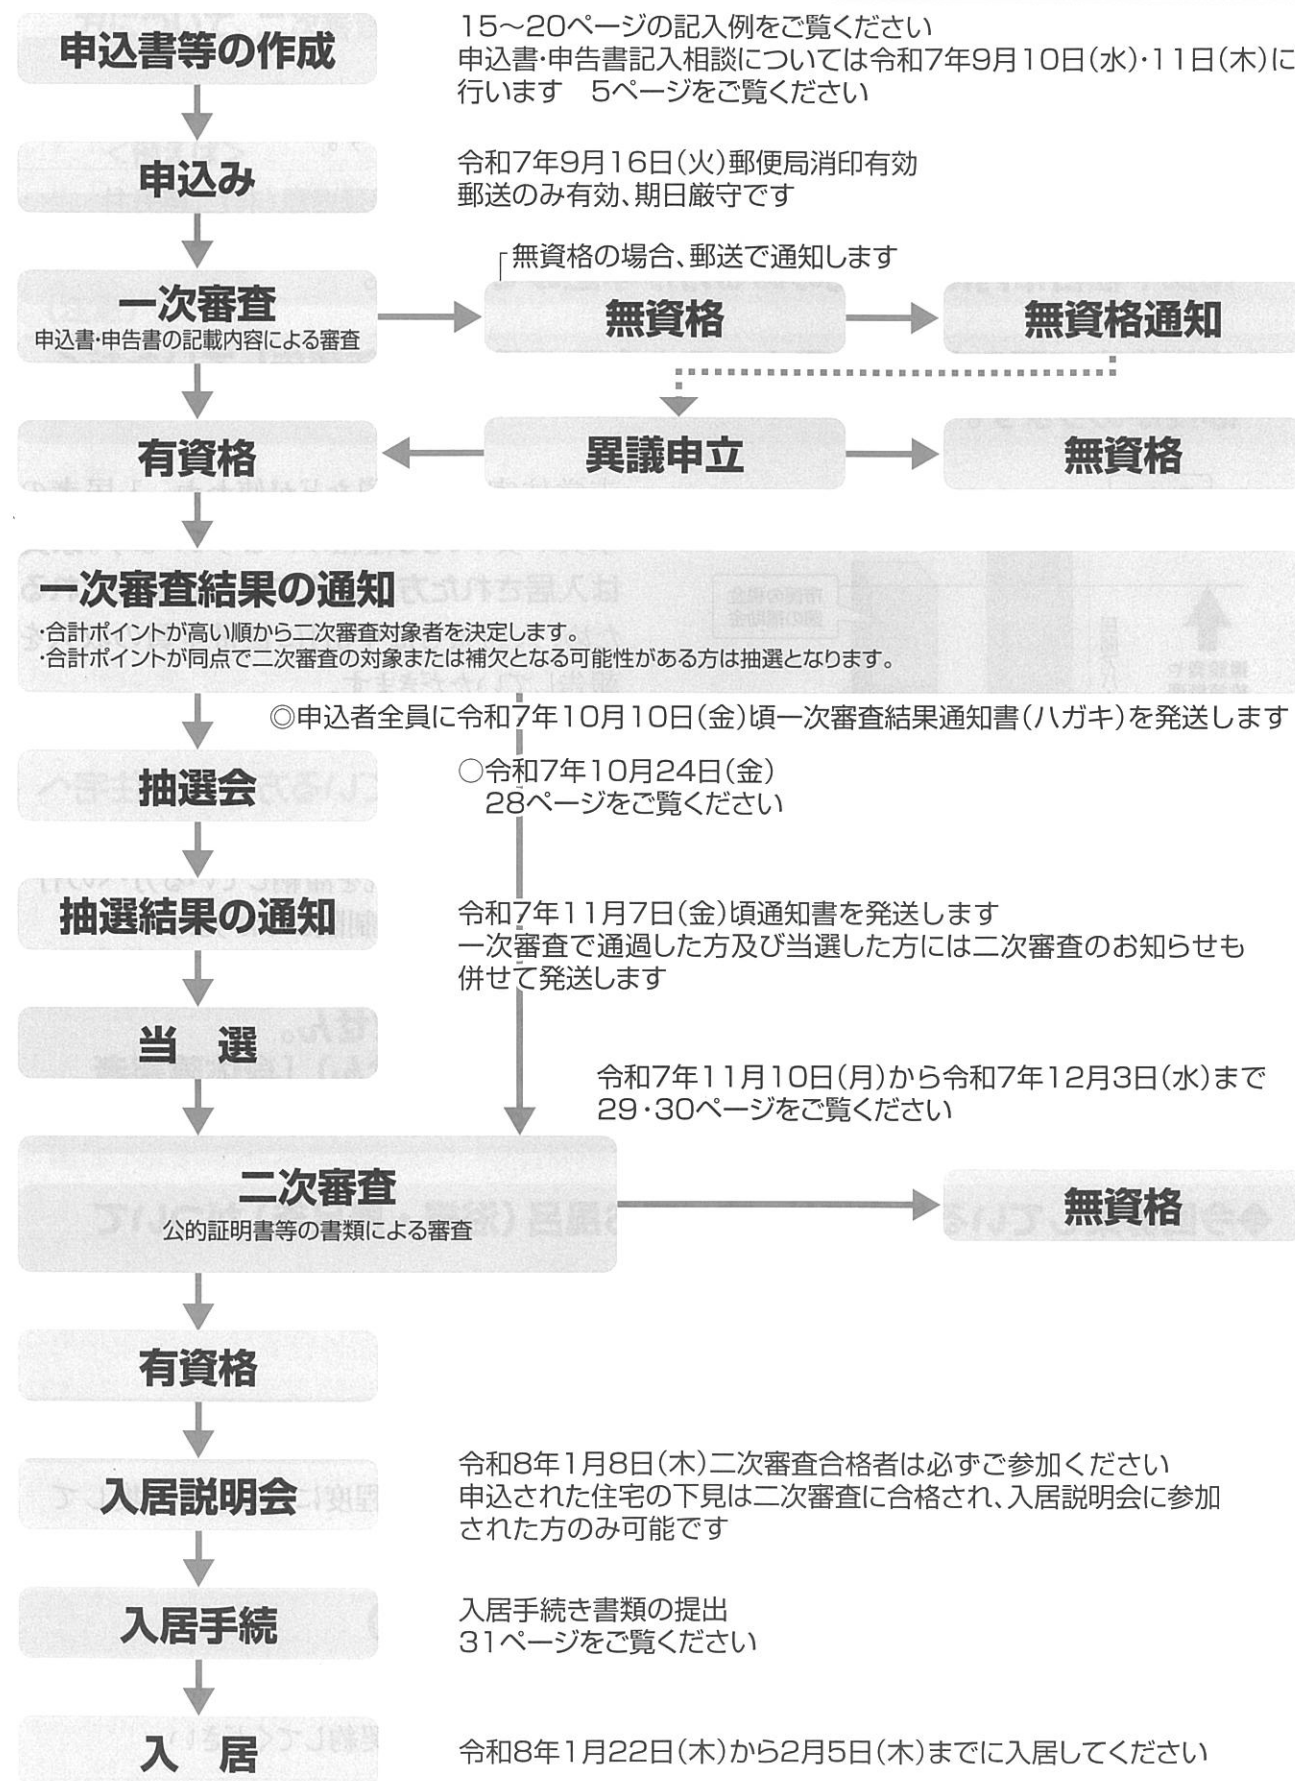 申込書等の作成
15〜20ページの記入例をご覧ください
申込書・申告書記入相談については令和7年9月10日(水)・11日(木)に
行います　5ページをご覧ください
申込み
令和7年9月16日(火)郵便局消印有効
郵送のみ有効、期日厳守です
無資格の場合、郵送で通知します
一次審査
申込書・申告書の記載内容による審査
無資格
無資格通知
有資格
異議申立
無資格
一次審査結果の通知
・合計ポイントが高い順から二次審査対象者を決定します。
・合計ポイントが同点で二次審査の対象または補欠となる可能性がある方は抽選となります。
◎申込者全員に令和7年10月10日(金)頃一次審査結果通知書(ハガキ)を発送します
抽選会
○令和7年10月24日(金)
28ページをご覧ください
抽選結果の通知
令和7年11月7日(金)頃通知書を発送します
一次審査で通過した方及び当選した方には二次審査のお知らせも
併せて発送します
当　選
令和7年11月10日(月)から令和7年12月3日(水)まで
29・30ページをご覧ください
二次審査
公的証明書等の書類による審査
無資格
有資格
入居説明会
令和8年1月8日(木)二次審査合格者は必ずご参加ください
申込された住宅の下見は二次審査に合格され、入居説明会に参加
された方のみ可能です
入居手続
入居手続き書類の提出
31ページをご覧ください
入　居
令和8年1月22日(木)から2月5日(木)までに入居してください